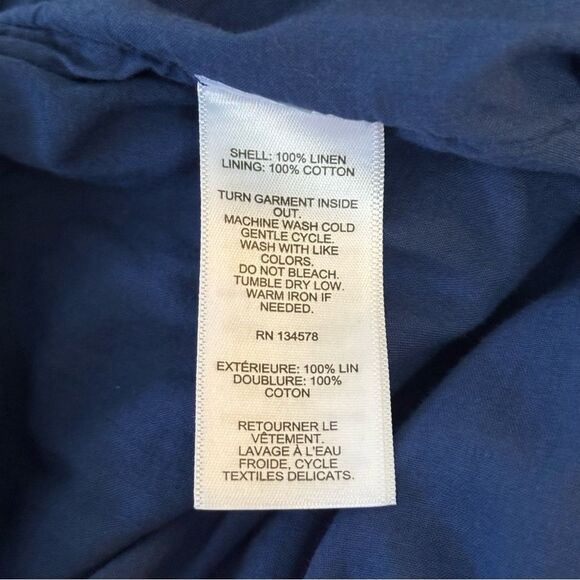 SHELL: 100% LINEN
LINING: 100% COTTON
TURN GARMENT INSIDE
OUT.
MACHINE WASH COLD
GENTLE CYCLE.
WASH WITH LIKE
COLORS.
DO NOT BLEACH.
TUMBLE DRY LOW.
WARM IRON IF
NEEDED.
RN 134578
EXTÉRIEURE: 100% LIN
DOUBLURE: 100%
COTON
RETOURNER LE
VÊTEMENT.
LAVAGE À L'EAU
FROIDE, CYCLE
TEXTILES DELICATS.